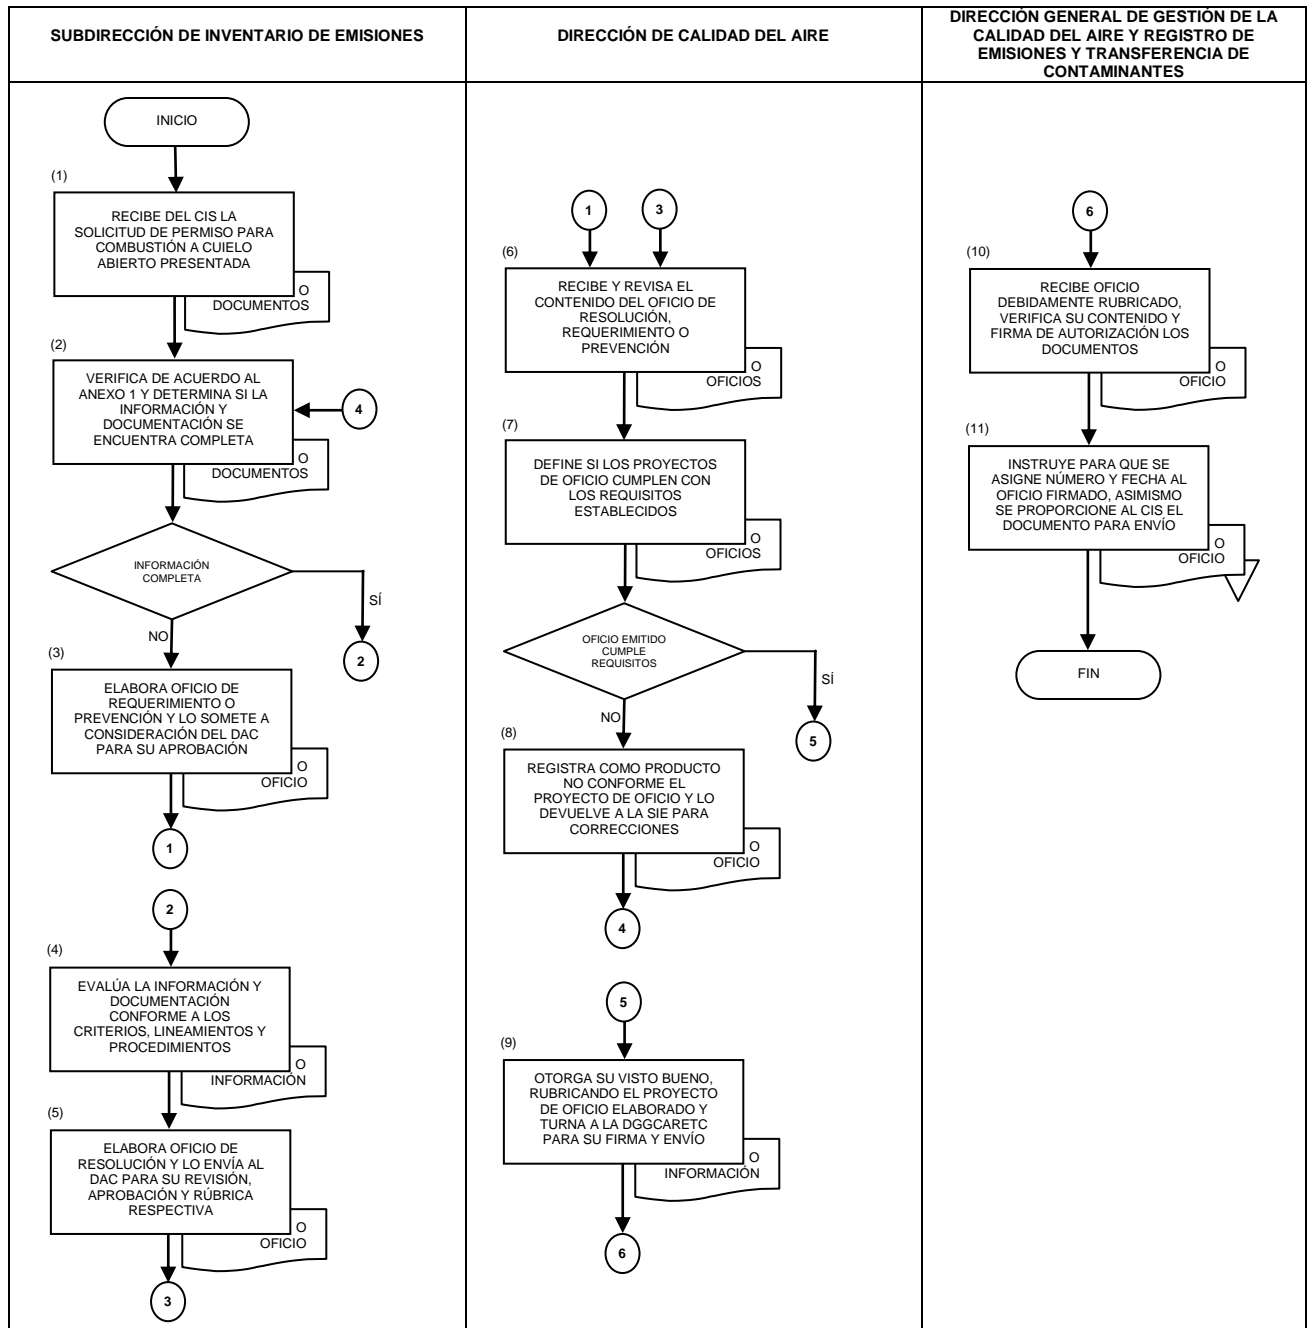 SUBDIRECCIÓN DE INVENTARIO DE EMISIONES
DIRECCIÓN DE CALIDAD DEL AIRE
DIRECCIÓN GENERAL DE GESTIÓN DE LA
CALIDAD DEL AIRE Y REGISTRO DE
EMISIONES Y TRANSFERENCIA DE
CONTAMINANTES
INICIO
(1)
RECIBE DEL CIS LA
SOLICITUD DE PERMISO PARA
COMBUSTIÓN A CUIELO
ABIERTO PRESENTADA
O
DOCUMENTOS
(2)
VERIFICA DE ACUERDO AL
ANEXO 1 Y DETERMINA SI LA
INFORMACIÓN Y
DOCUMENTACIÓN SE
ENCUENTRA COMPLETA
4
O
DOCUMENTOS
INFORMACIÓN
COMPLETA
SÍ
NO
2
(3)
ELABORA OFICIO DE
REQUERIMIENTO O
PREVENCIÓN Y LO SOMETE A
CONSIDERACIÓN DEL DAC
PARA SU APROBACIÓN
O
OFICIO
1
2
(4)
EVALÚA LA INFORMACIÓN Y
DOCUMENTACIÓN
CONFORME A LOS
CRITERIOS, LINEAMIENTOS Y
PROCEDIMIENTOS
O
INFORMACIÓN
(5)
ELABORA OFICIO DE
RESOLUCIÓN Y LO ENVÍA AL
DAC PARA SU REVISIÓN,
APROBACIÓN Y RÚBRICA
RESPECTIVA
O
OFICIO
3
1
3
(6)
RECIBE Y REVISA EL
CONTENIDO DEL OFICIO DE
RESOLUCIÓN,
REQUERIMIENTO O
PREVENCIÓN
O
OFICIOS
(7)
DEFINE SI LOS PROYECTOS
DE OFICIO CUMPLEN CON
LOS REQUISITOS
ESTABLECIDOS
O
OFICIOS
OFICIO EMITIDO
CUMPLE
REQUISITOS
SÍ
NO
5
(8)
REGISTRA COMO PRODUCTO
NO CONFORME EL
PROYECTO DE OFICIO Y LO
DEVUELVE A LA SIE PARA
CORRECCIONES
O
OFICIO
4
5
(9)
OTORGA SU VISTO BUENO,
RUBRICANDO EL PROYECTO
DE OFICIO ELABORADO Y
TURNA A LA DGGCARETC
PARA SU FIRMA Y ENVÍO
O
INFORMACIÓN
6
6
(10)
RECIBE OFICIO
DEBIDAMENTE RUBRICADO,
VERIFICA SU CONTENIDO Y
FIRMA DE AUTORIZACIÓN LOS
DOCUMENTOS
O
OFICIO
(11)
INSTRUYE PARA QUE SE
ASIGNE NÚMERO Y FECHA AL
OFICIO FIRMADO, ASIMISMO
SE PROPORCIONE AL CIS EL
DOCUMENTO PARA ENVÍO
O
OFICIO
FIN